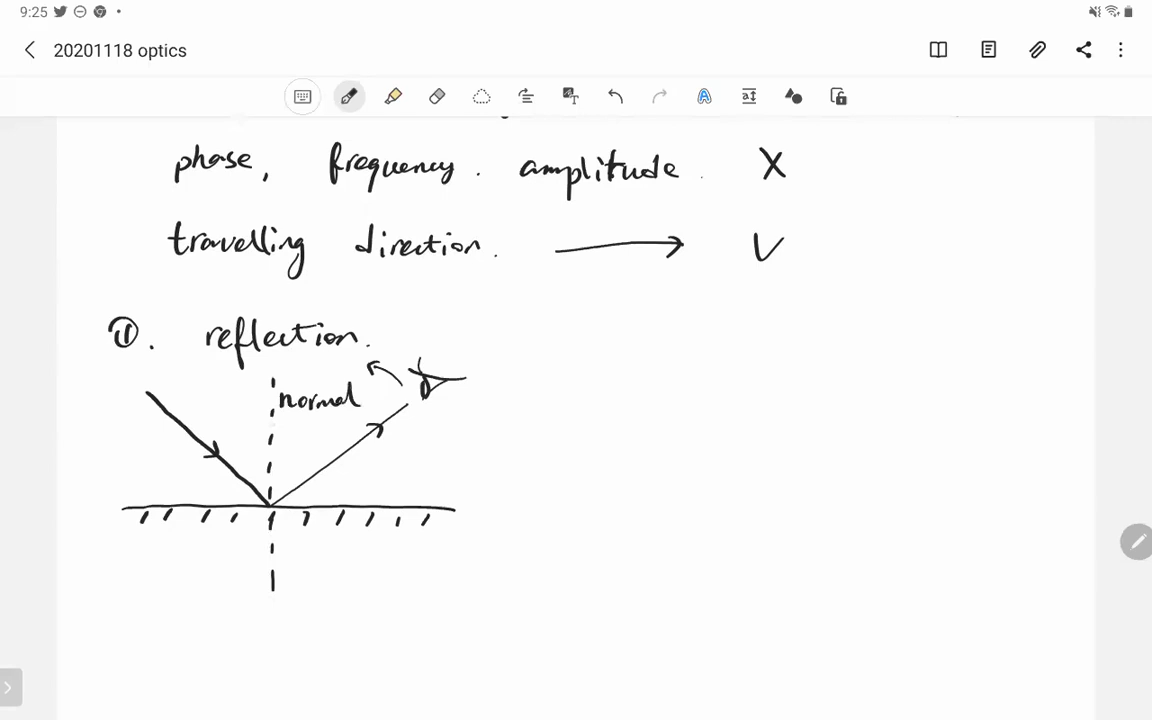 9:25
20201118 optics
phase, frequency. amplitude. X
travelling direction. → V
①. reflection.
normal